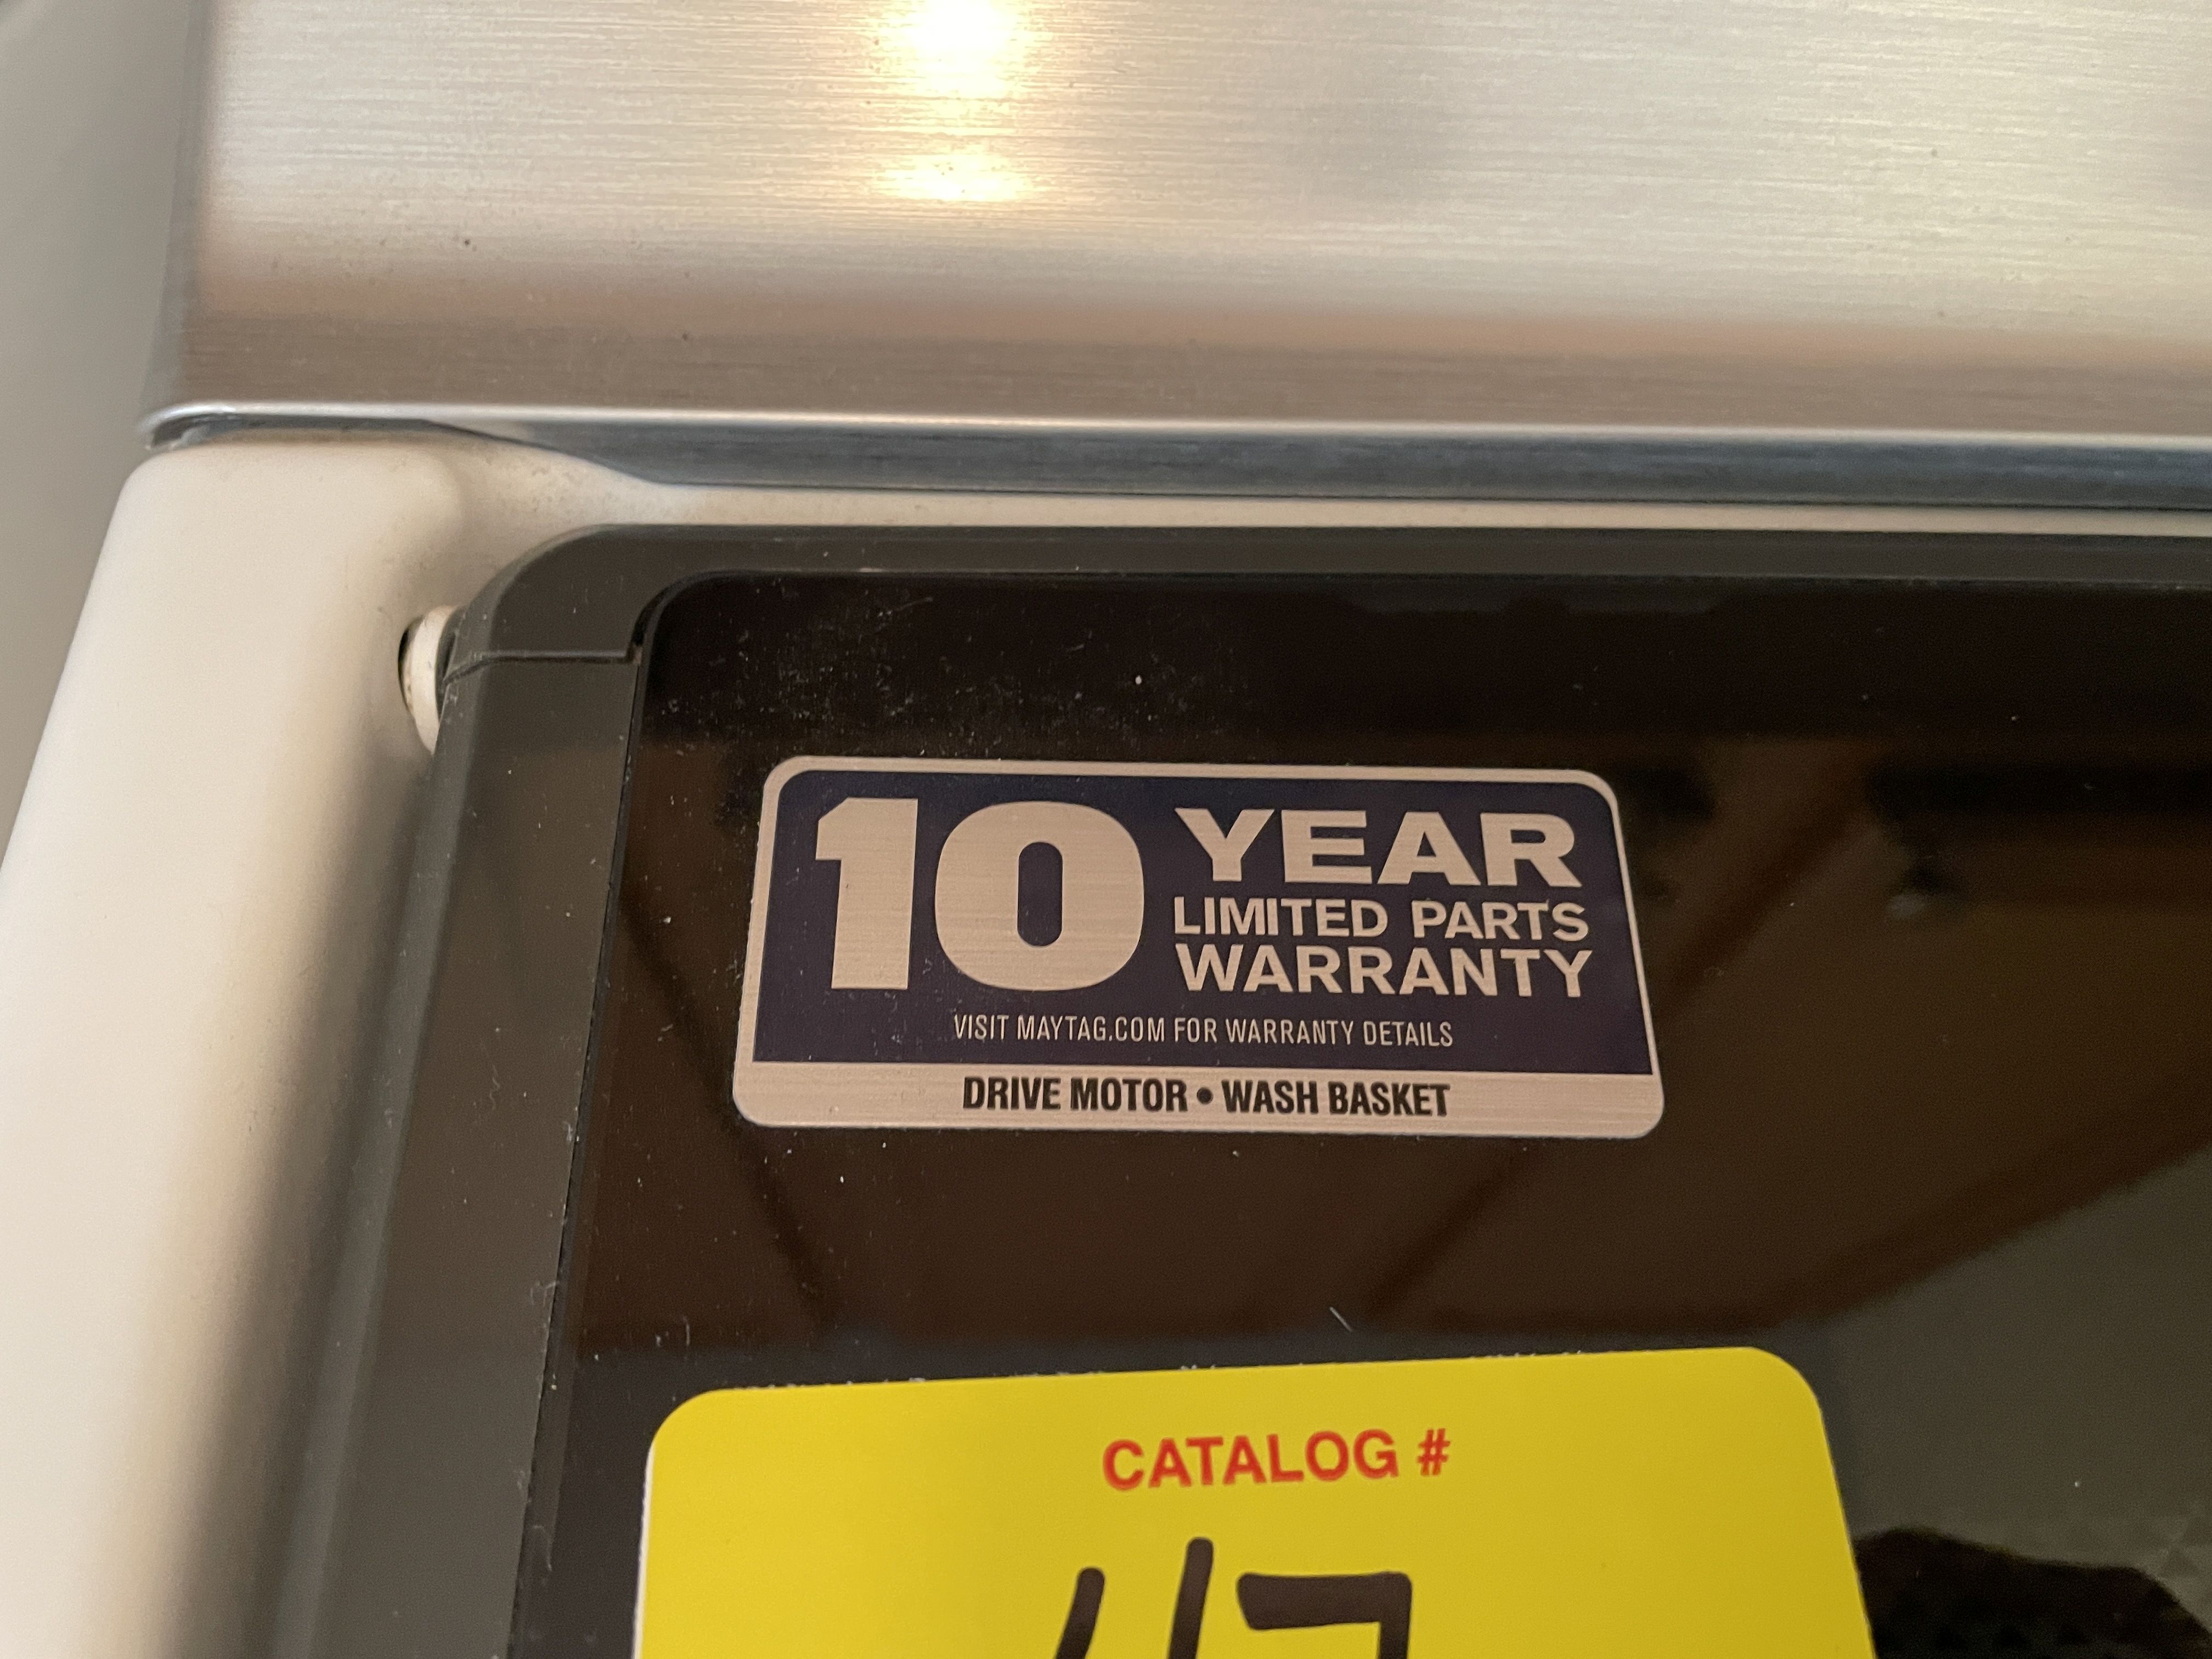 10 YEAR
LIMITED PARTS
WARRANTY
VISIT MAYTAG.COM FOR WARRANTY DETAILS
DRIVE MOTOR • WASH BASKET
CATALOG #